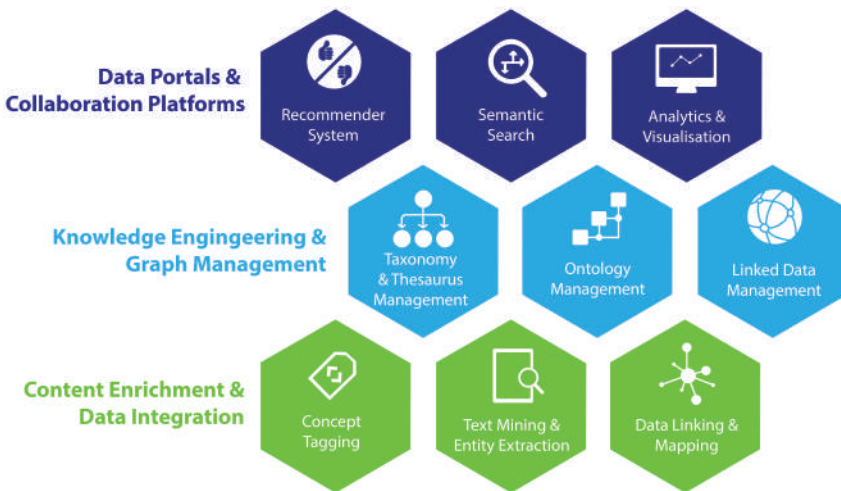 Data Portals &
Collaboration Platforms
Recommender
System
Semantic
Search
Analytics &
Visualisation
Knowledge Engingeering &
Graph Management
Taxonomy
& Thesaurus
Management
Ontology
Management
Linked Data
Management
Content Enrichment &
Data Integration
Concept
Tagging
Text Mining &
Entity Extraction
Data Linking &
Mapping